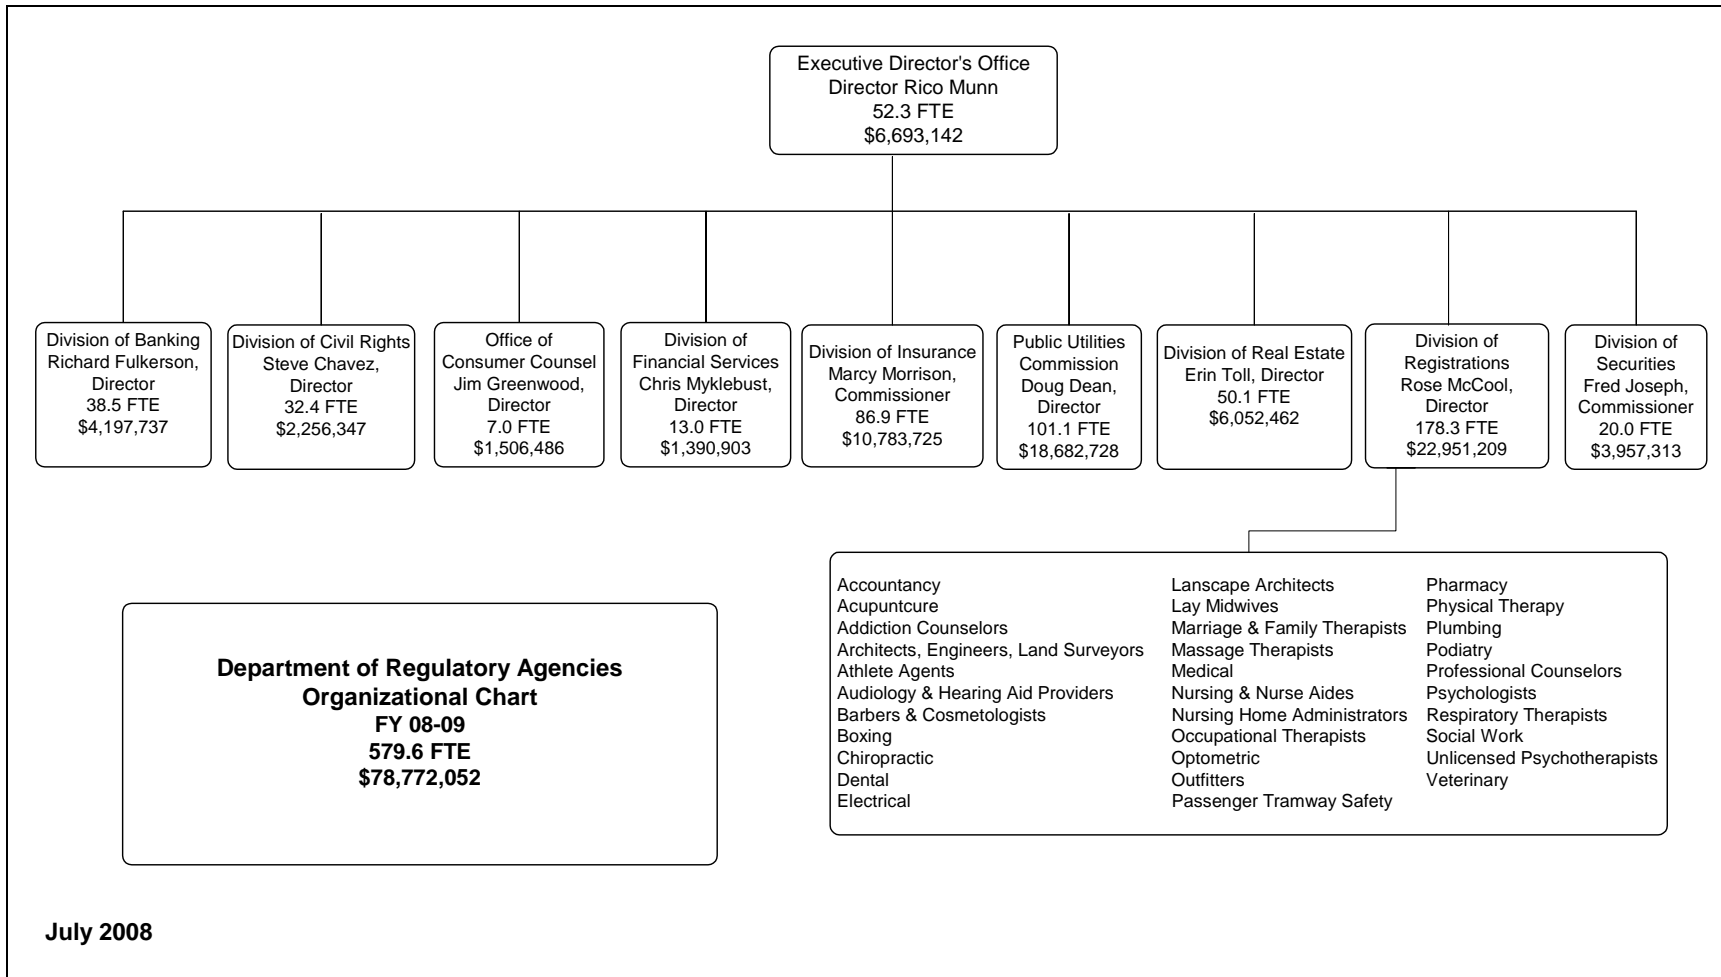 Executive Director's Office
Director Rico Munn
52.3 FTE
$6,693,142
Division of Banking
Richard Fulkerson,
Director
38.5 FTE
$4,197,737
Division of Civil Rights
Steve Chavez,
Director
32.4 FTE
$2,256,347
Office of
Consumer Counsel
Jim Greenwood,
Director
7.0 FTE
$1,506,486
Division of
Financial Services
Chris Myklebust,
Director
13.0 FTE
$1,390,903
Division of Insurance
Marcy Morrison,
Commissioner
86.9 FTE
$10,783,725
Public Utilities
Commission
Doug Dean,
Director
101.1 FTE
$18,682,728
Division of Real Estate
Erin Toll, Director
50.1 FTE
$6,052,462
Division of
Registrations
Rose McCool,
Director
178.3 FTE
$22,951,209
Division of
Securities
Fred Joseph,
Commissioner
20.0 FTE
$3,957,313
Accountancy
Acupuntcure
Addiction Counselors
Architects, Engineers, Land Surveyors
Athlete Agents
Audiology & Hearing Aid Providers
Barbers & Cosmetologists
Boxing
Chiropractic
Dental
Electrical
Lanscape Architects
Lay Midwives
Marriage & Family Therapists
Massage Therapists
Medical
Nursing & Nurse Aides
Nursing Home Administrators
Occupational Therapists
Optometric
Outfitters
Passenger Tramway Safety
Pharmacy
Physical Therapy
Plumbing
Podiatry
Professional Counselors
Psychologists
Respiratory Therapists
Social Work
Unlicensed Psychotherapists
Veterinary
Department of Regulatory Agencies
Organizational Chart
FY 08-09
579.6 FTE
$78,772,052
July 2008